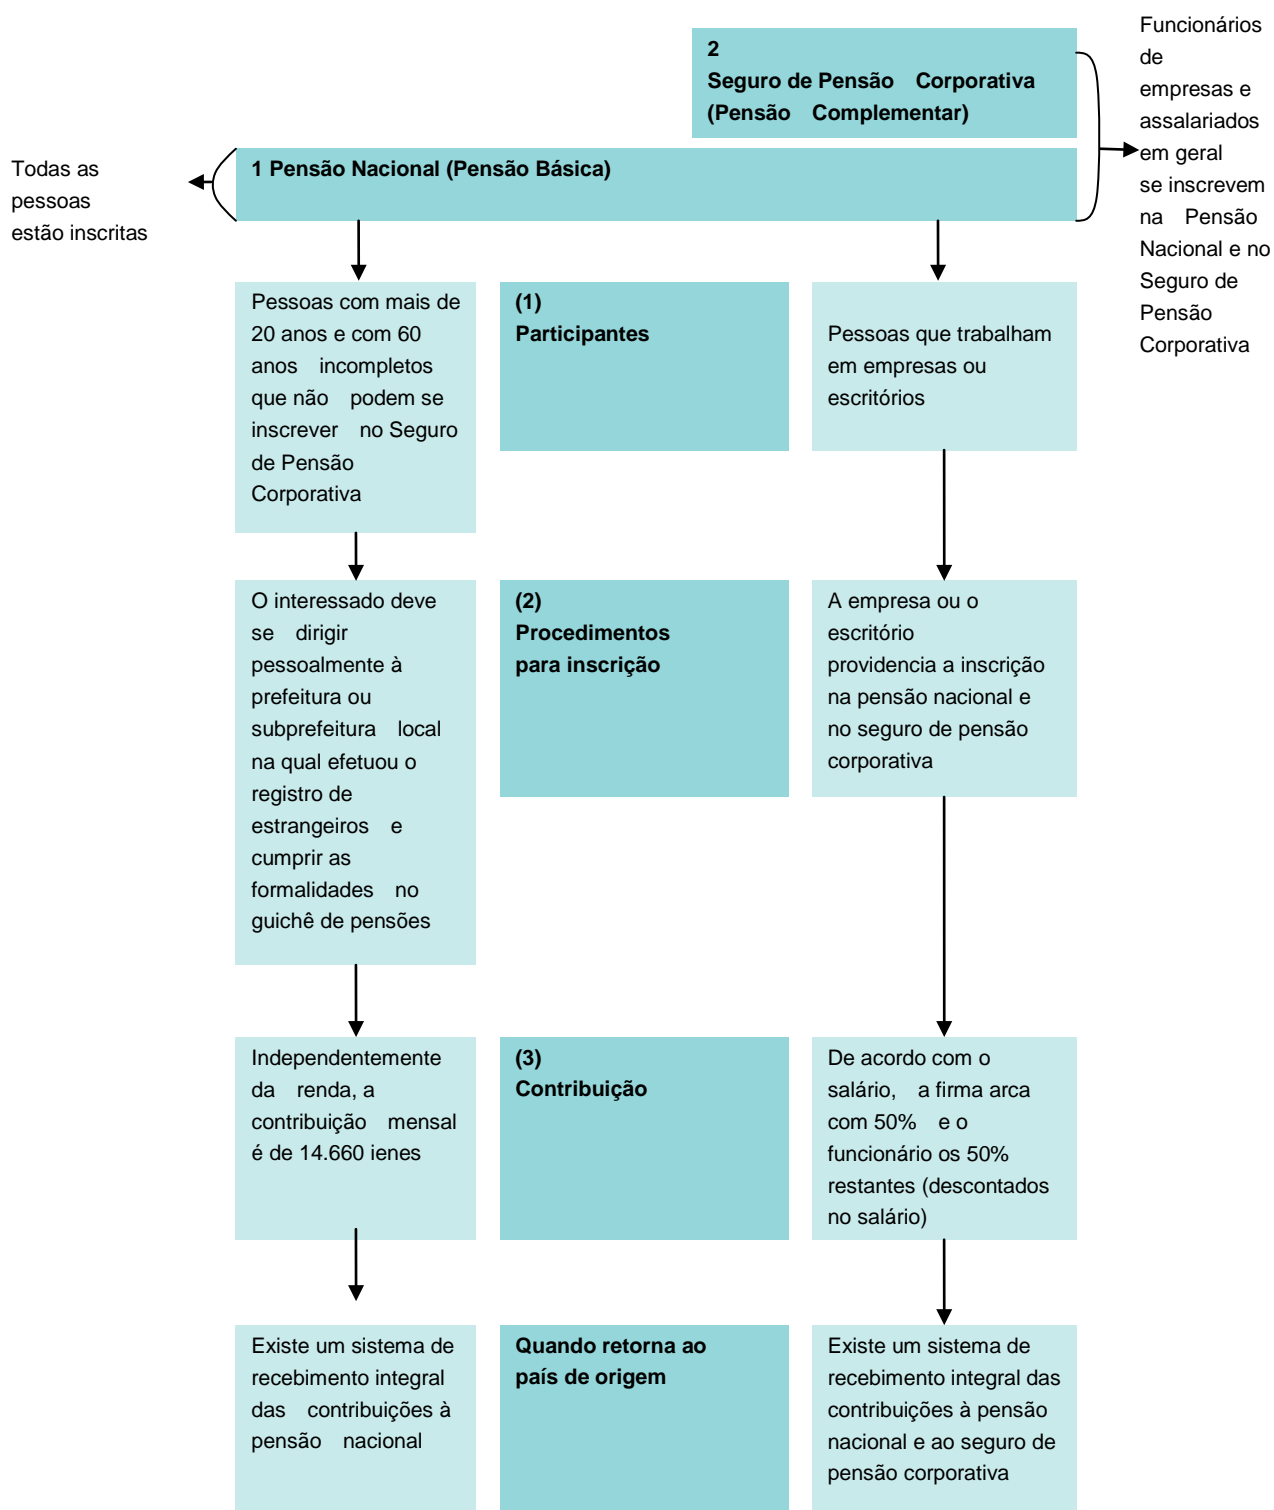 Funcionários
de
empresas e
assalariados
em geral
se inscrevem
na Pensão
Nacional e no
Seguro de
Pensão
Corporativa
2
Seguro de Pensão Corporativa
(Pensão Complementar)
Todas as
pessoas
estão inscritas
1 Pensão Nacional (Pensão Básica)
Pessoas com mais de
20 anos e com 60
anos incompletos
que não podem se
inscrever no Seguro
de Pensão
Corporativa
(1)
Participantes
Pessoas que trabalham
em empresas ou
escritórios
O interessado deve
se dirigir
pessoalmente à
prefeitura ou
subprefeitura local
na qual efetuou o
registro de
estrangeiros e
cumprir as
formalidades no
guichê de pensões
(2)
Procedimentos
para inscrição
A empresa ou o
escritório
providencia a inscrição
na pensão nacional e
no seguro de pensão
corporativa
Independentemente
da renda, a
contribuição mensal
é de 14.660 ienes
(3)
Contribuição
De acordo com o
salário, a firma arca
com 50% e o
funcionário os 50%
restantes (descontados
no salário)
Existe um sistema de
recebimento integral
das contribuições à
pensão nacional
Quando retorna ao
país de origem
Existe um sistema de
recebimento integral das
contribuições à pensão
nacional e ao seguro de
pensão corporativa